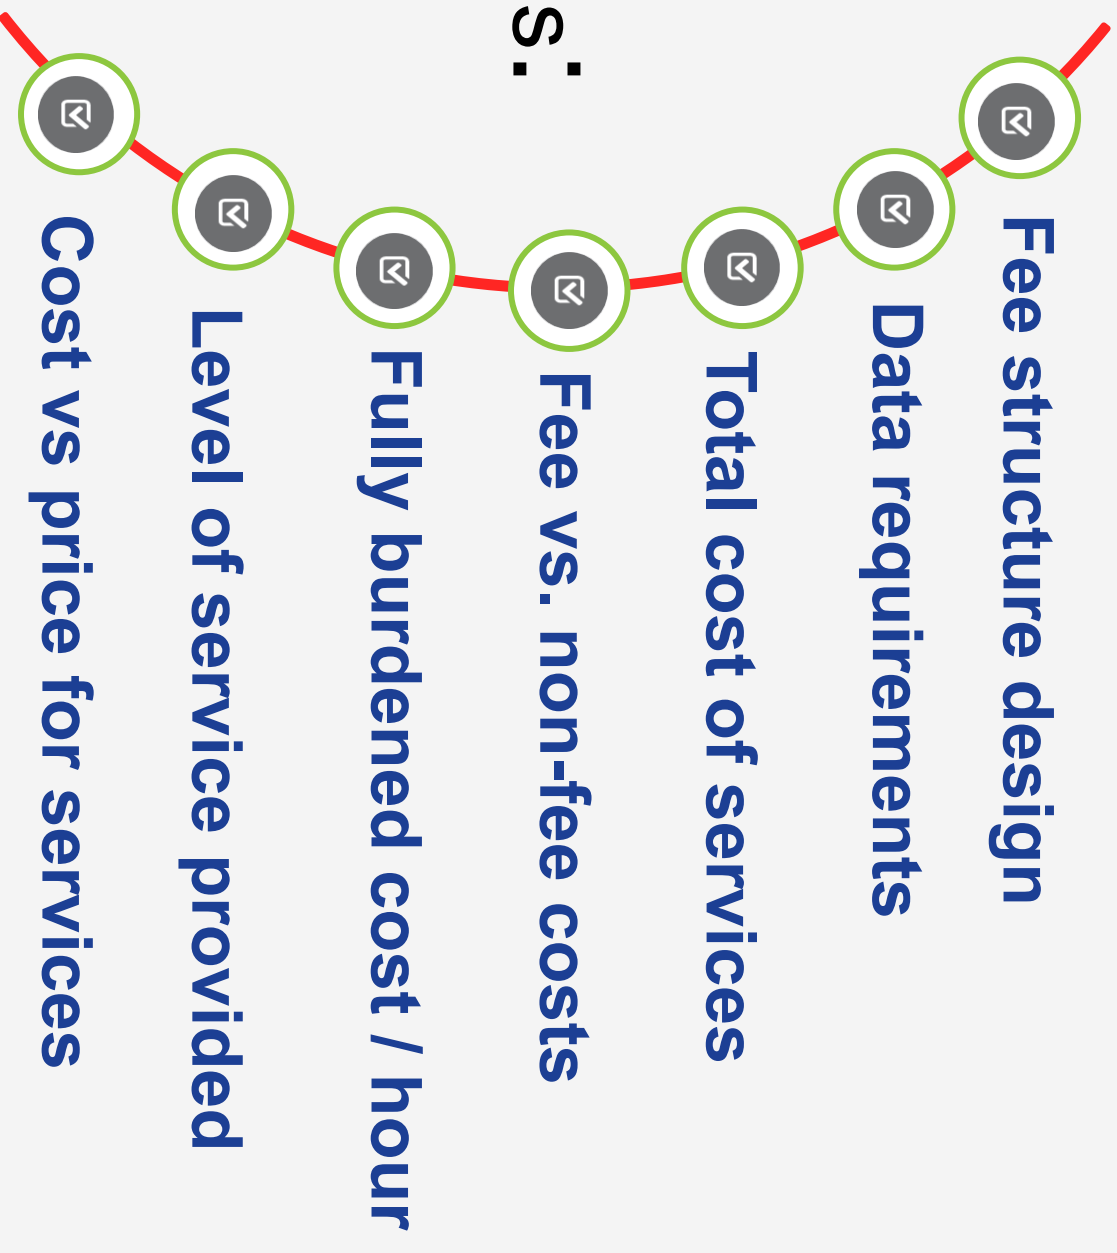 s:
Fee structure design
Data requirements
Total cost of services
Fee vs. non-fee costs
Fully burdened cost / hour
Level of service provided
Cost vs price for services